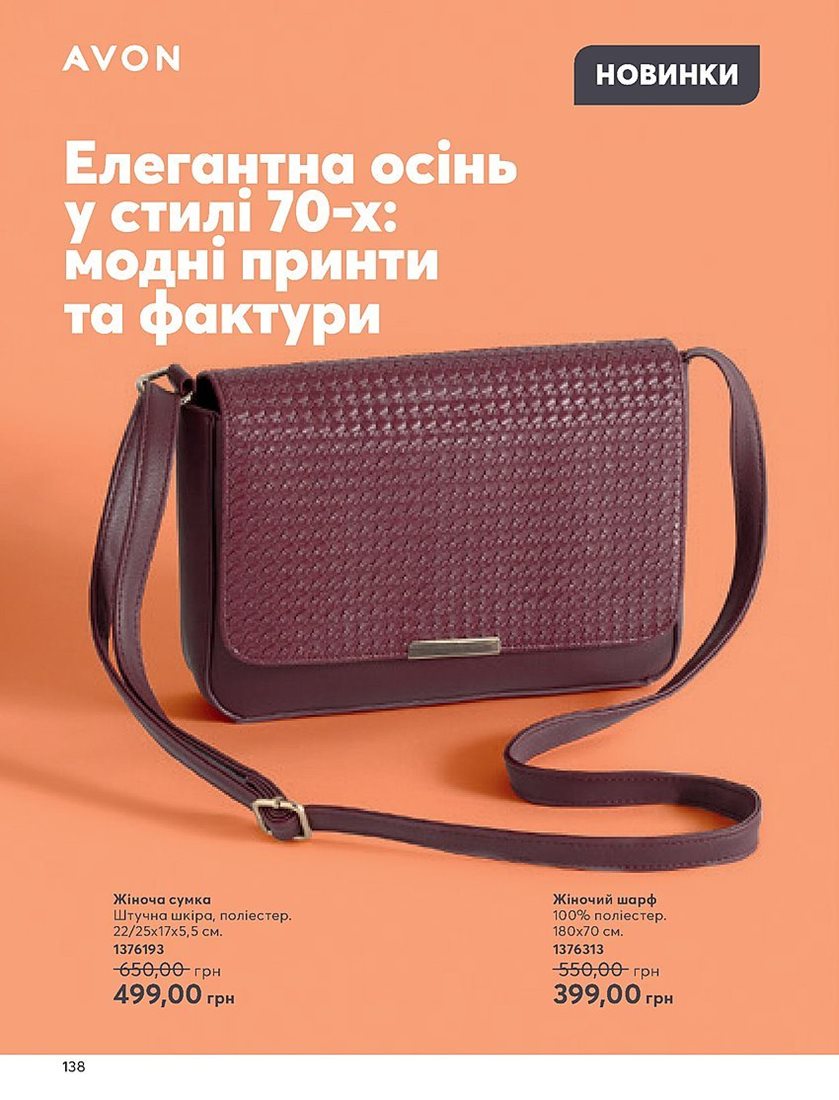 AVON
НОВИНКИ
Елегантна осінь
у стилі 70-х:
модні принти
та фактури
Жіноча сумка
Штучна шкіра, поліестер.
22/25х17х5,5 см.
1376193
650,00 грн
499,00 грн
Жіночий шарф
100% поліестер.
180х70 см.
1376313
550,00 грн
399,00 грн
138